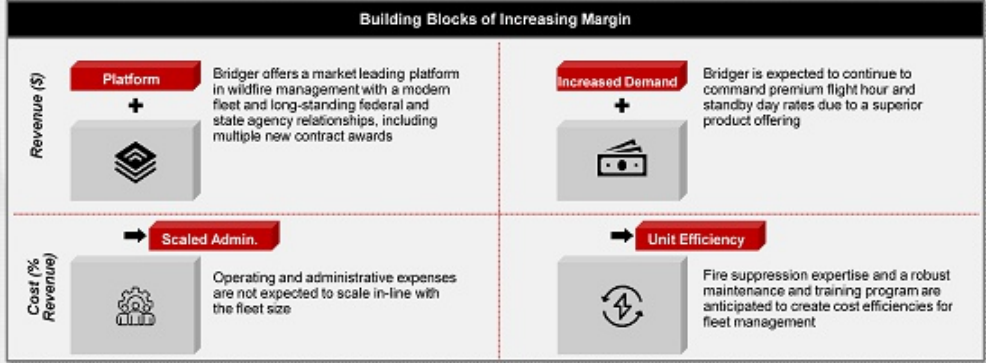 Building Blocks of Increasing Margin
Revenue ($)
Platform
+
Bridger offers a market leading platform
in wildfire management with a modern
fleet and long-standing federal and
state agency relationships, including
multiple new contract awards
Increased Demand
+
Bridger is expected to continue to
command premium flight hour and
standby day rates due to a superior
product offering
Cost (%
Revenue)
Scaled Admin.
Operating and administrative expenses
are not expected to scale in-line with
the fleet size
Unit Efficiency
Fire suppression expertise and a robust
maintenance and training program are
anticipated to create cost efficiencies for
fleet management